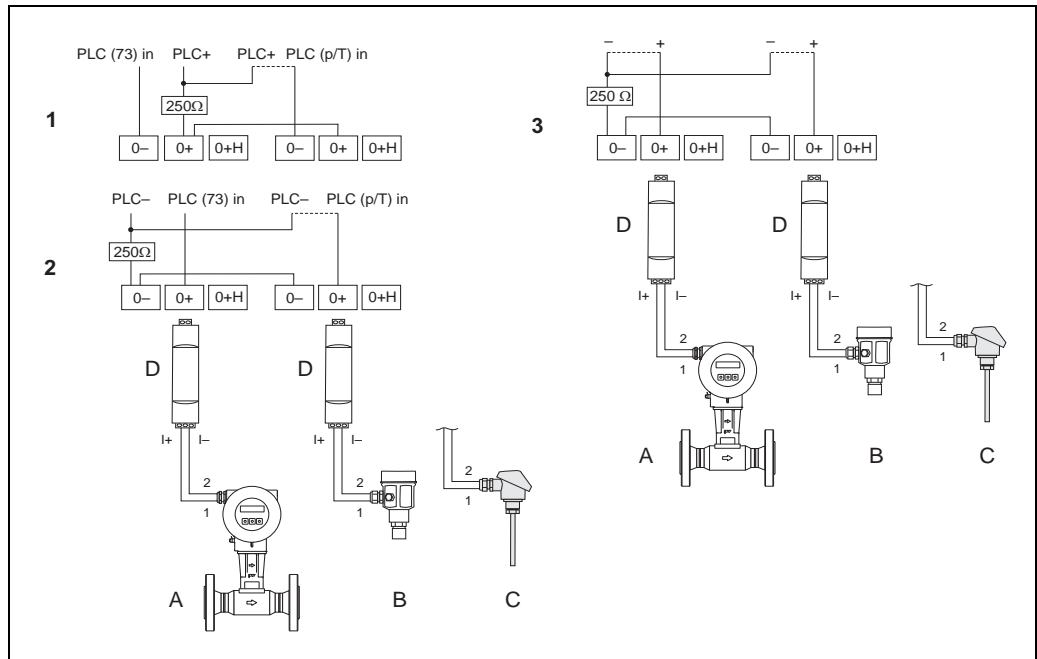 PLC (73) in PLC+ PLC+ PLC (p/T) in
250Ω
1
0– 0+ 0+H 0– 0+ 0+H
PLC– PLC (73) in PLC– PLC (p/T) in
250Ω
2
0– 0+ 0+H 0– 0+ 0+H
D D
I+ I– I+ I–
2 2 2
1 1 1
A B C
– + – +
250 Ω
3
0– 0+ 0+H 0– 0+ 0+H
D D
I+ I– I+ I–
2 2 2
1 1 1
A B C